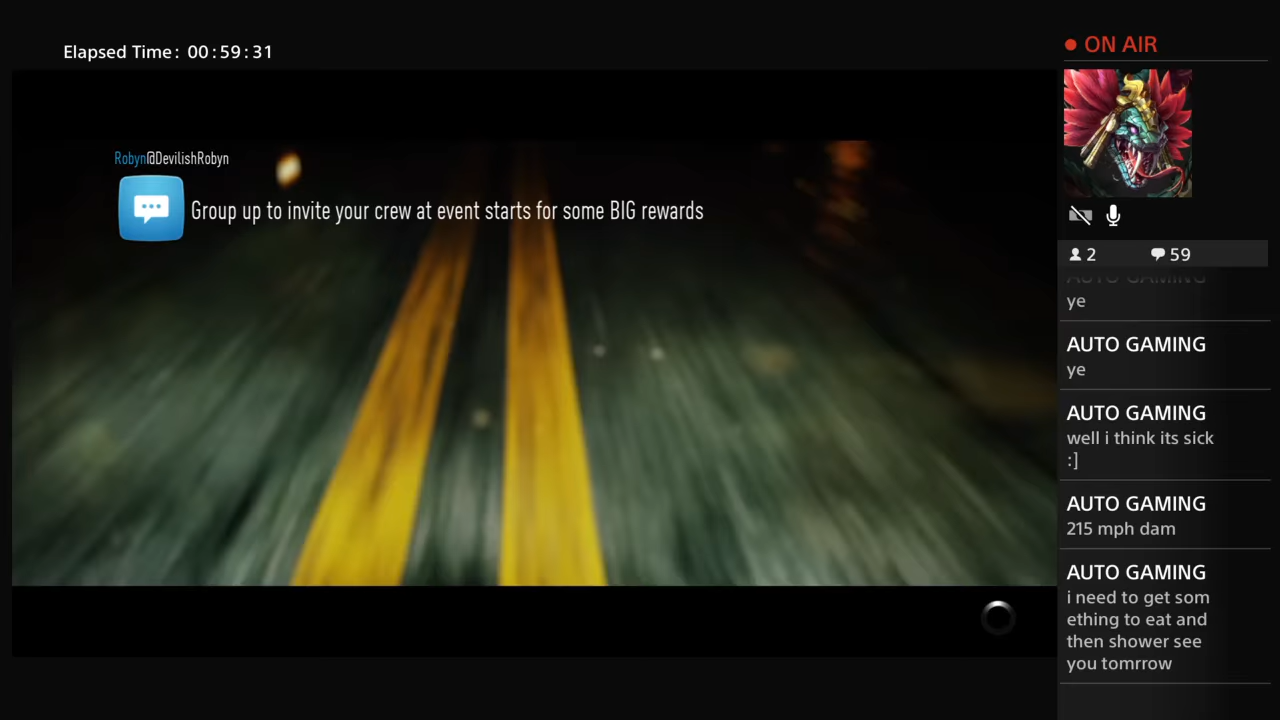 Elapsed Time: 00:59:31
ON AIR
Robyn@DevilishRobyn
Group up to invite your crew at event starts for some BIG rewards
2
59
AUTO GAMING
ye
AUTO GAMING
ye
AUTO GAMING
well i think its sick
:]
AUTO GAMING
215 mph dam
AUTO GAMING
i need to get som
ething to eat and
then shower see
you tomrrow